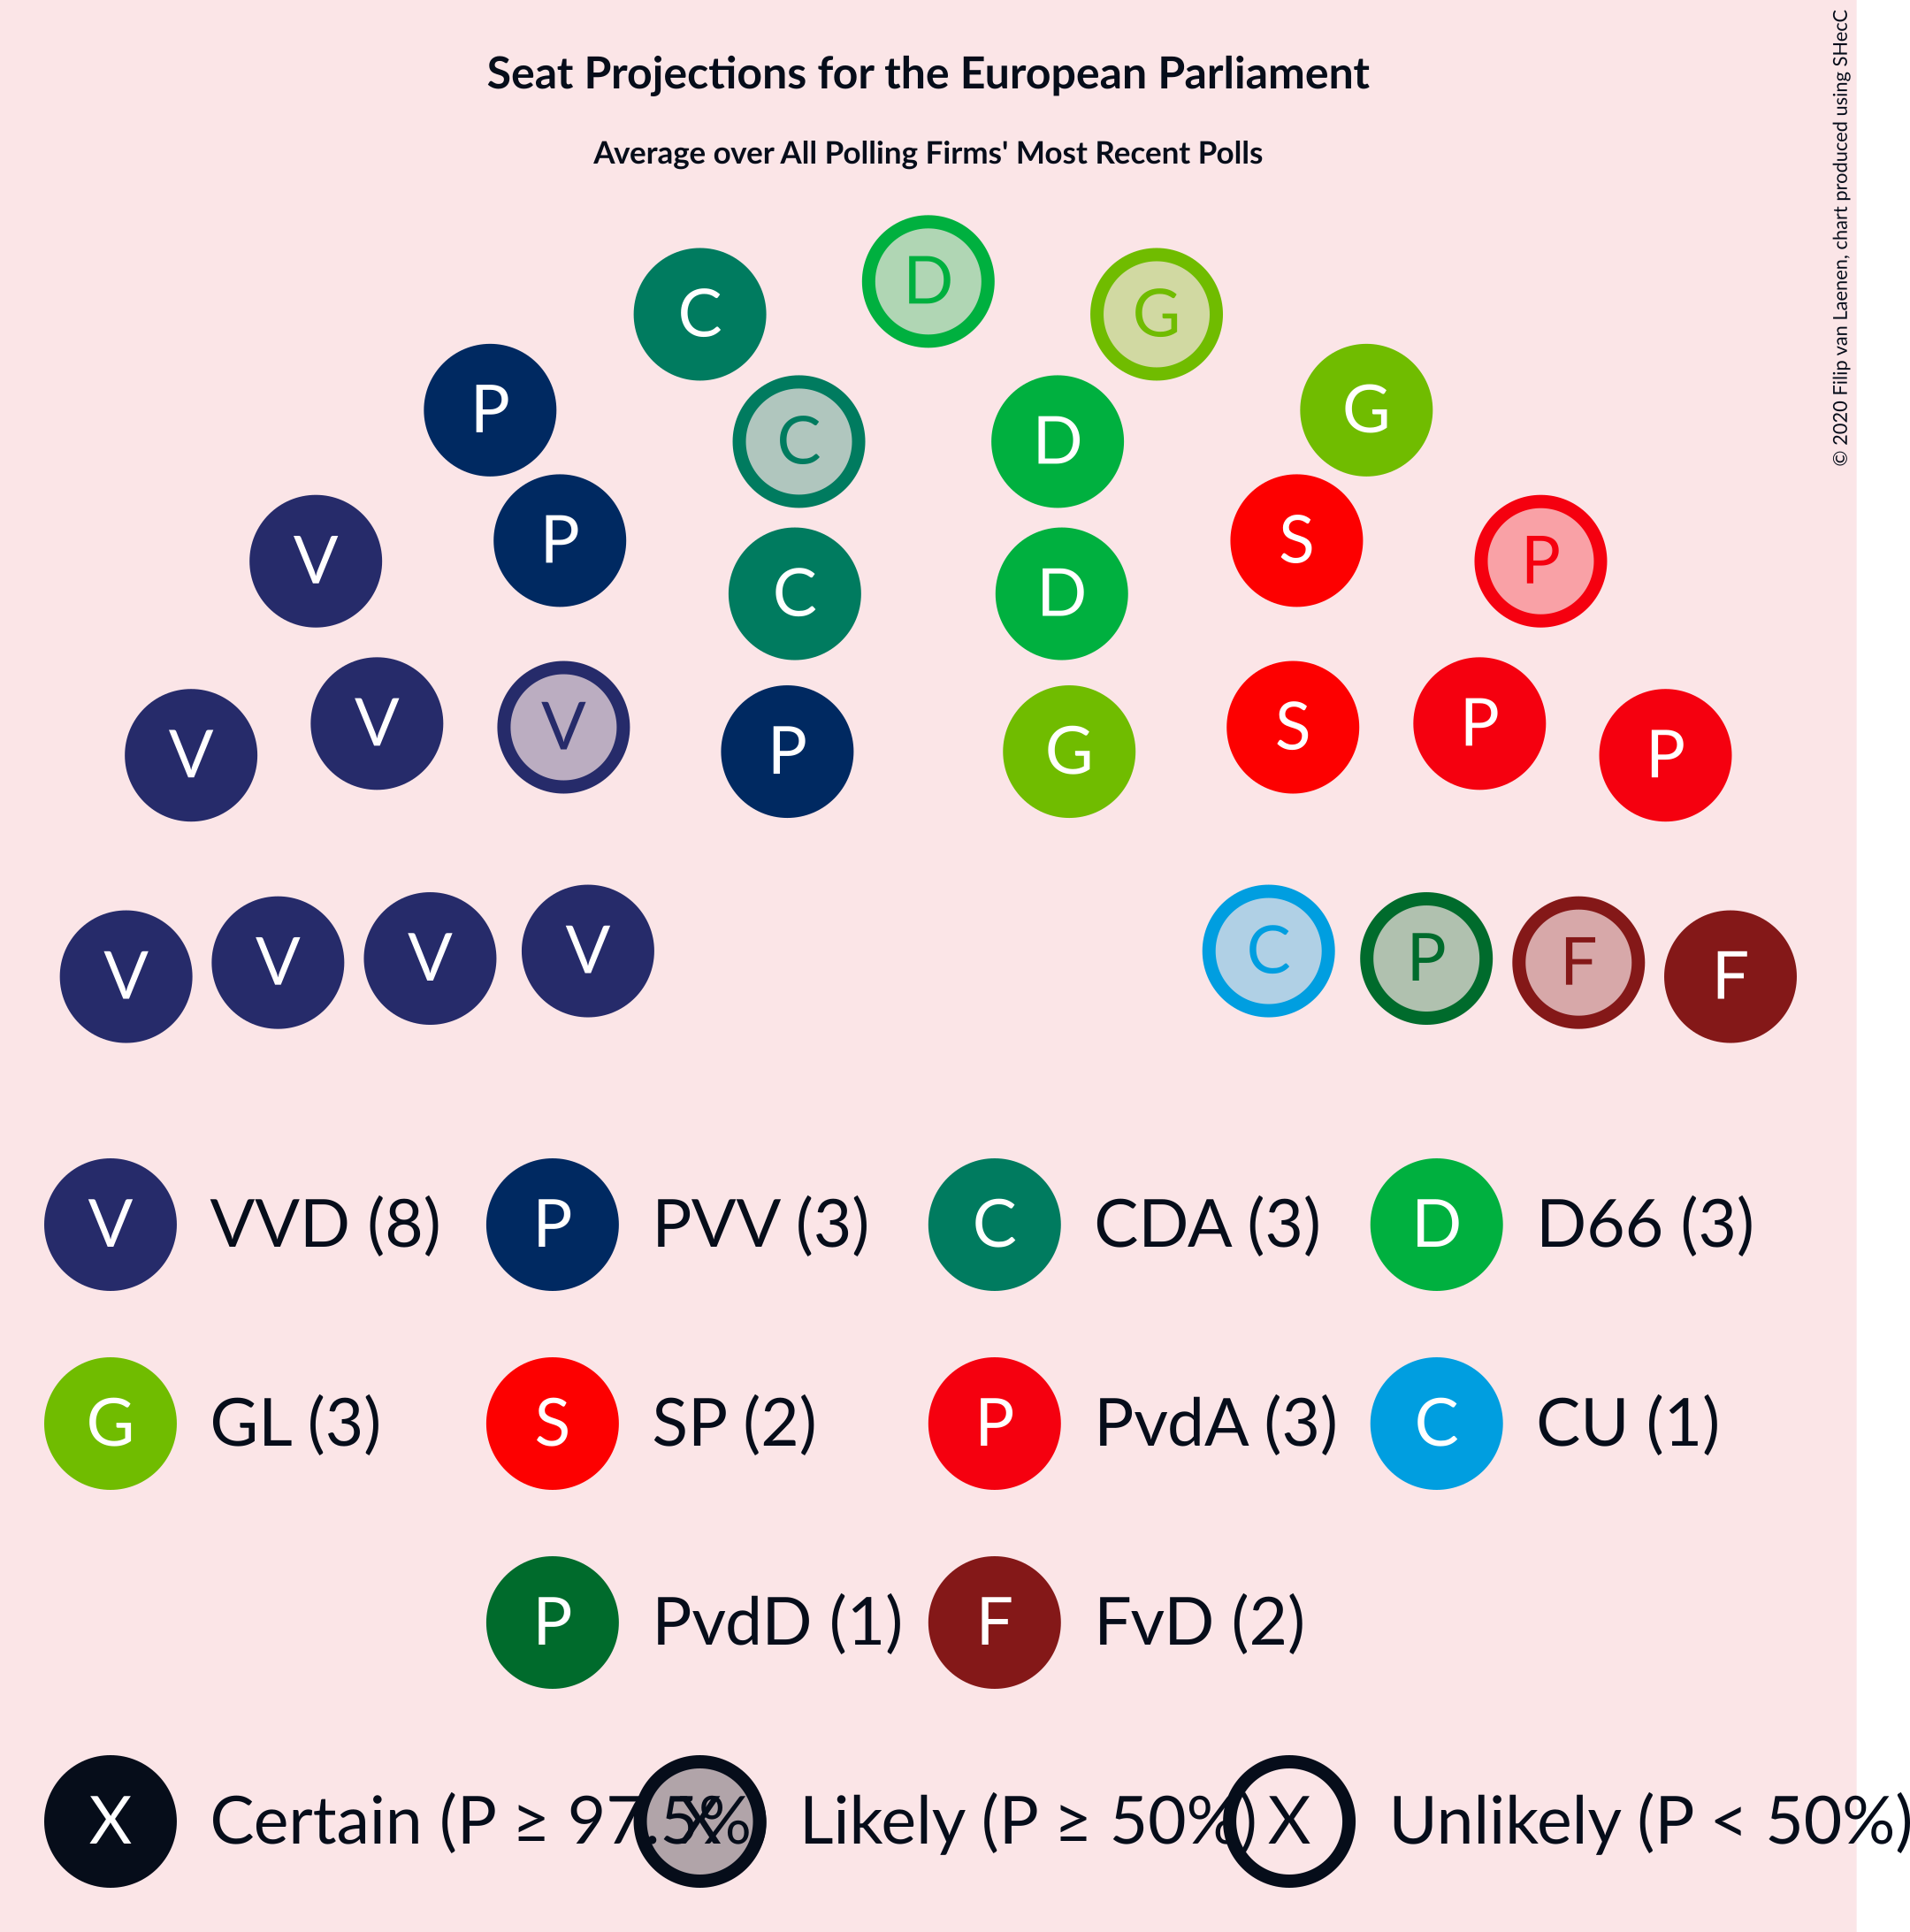 Seat Projections for the European Parliament
Average over All Polling Firms' Most Recent Polls
© 2020 Filip van Laenen, chart produced using SHecC
D
C G
P G
C D
P S
V P
C D
V V V P G S P P
V V V V C P F F
V VVD (8) P PVV (3) C CDA (3) D D66 (3)
G GL (3) S SP (2) P PvdA (3) C CU (1)
P PvdD (1) F FvD (2)
X Certain (P ≥ 97.5%) X Likely (P ≥ 50%) X Unlikely (P < 50%)